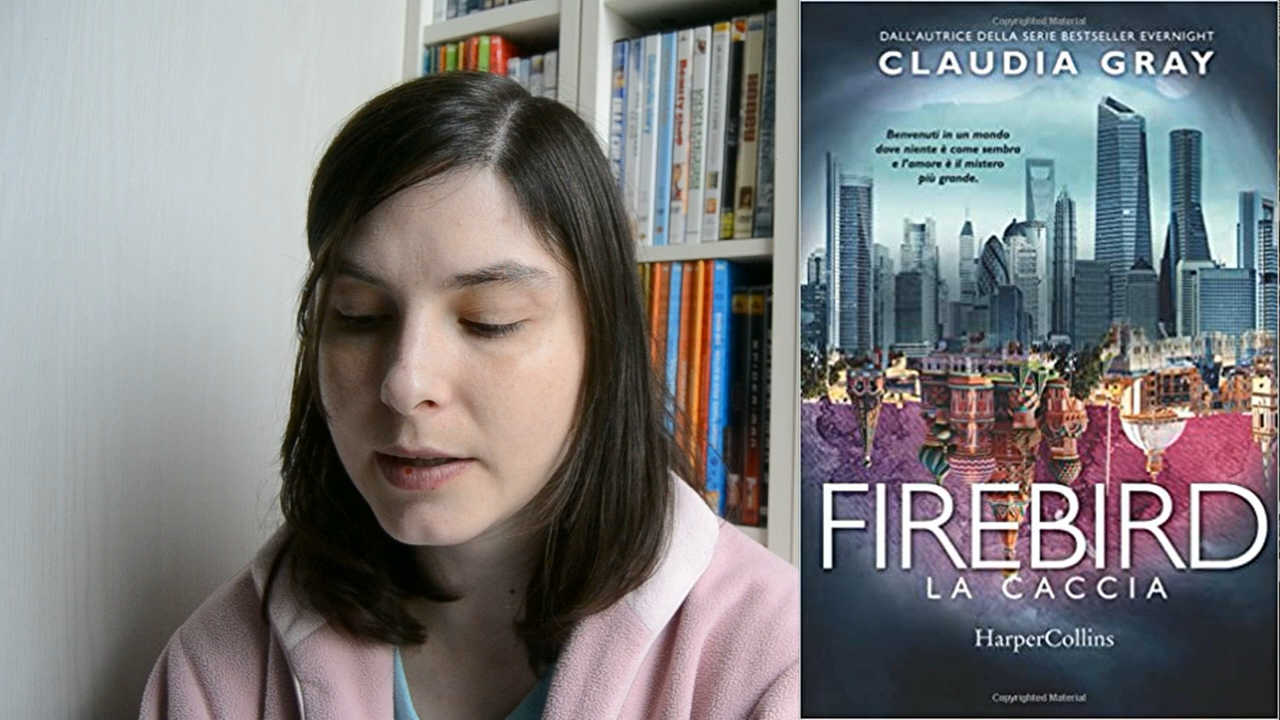 Copyrighted Material
DALL'AUTRICE DELLA SERIE BESTSELLER EVERNIGHT
CLAUDIA GRAY
Benvenuti in un mondo
dove niente è come sembra
e l'amore è il mistero
più grande.
FIREBIRD
LA CACCIA
HarperCollins
Copyrighted Material